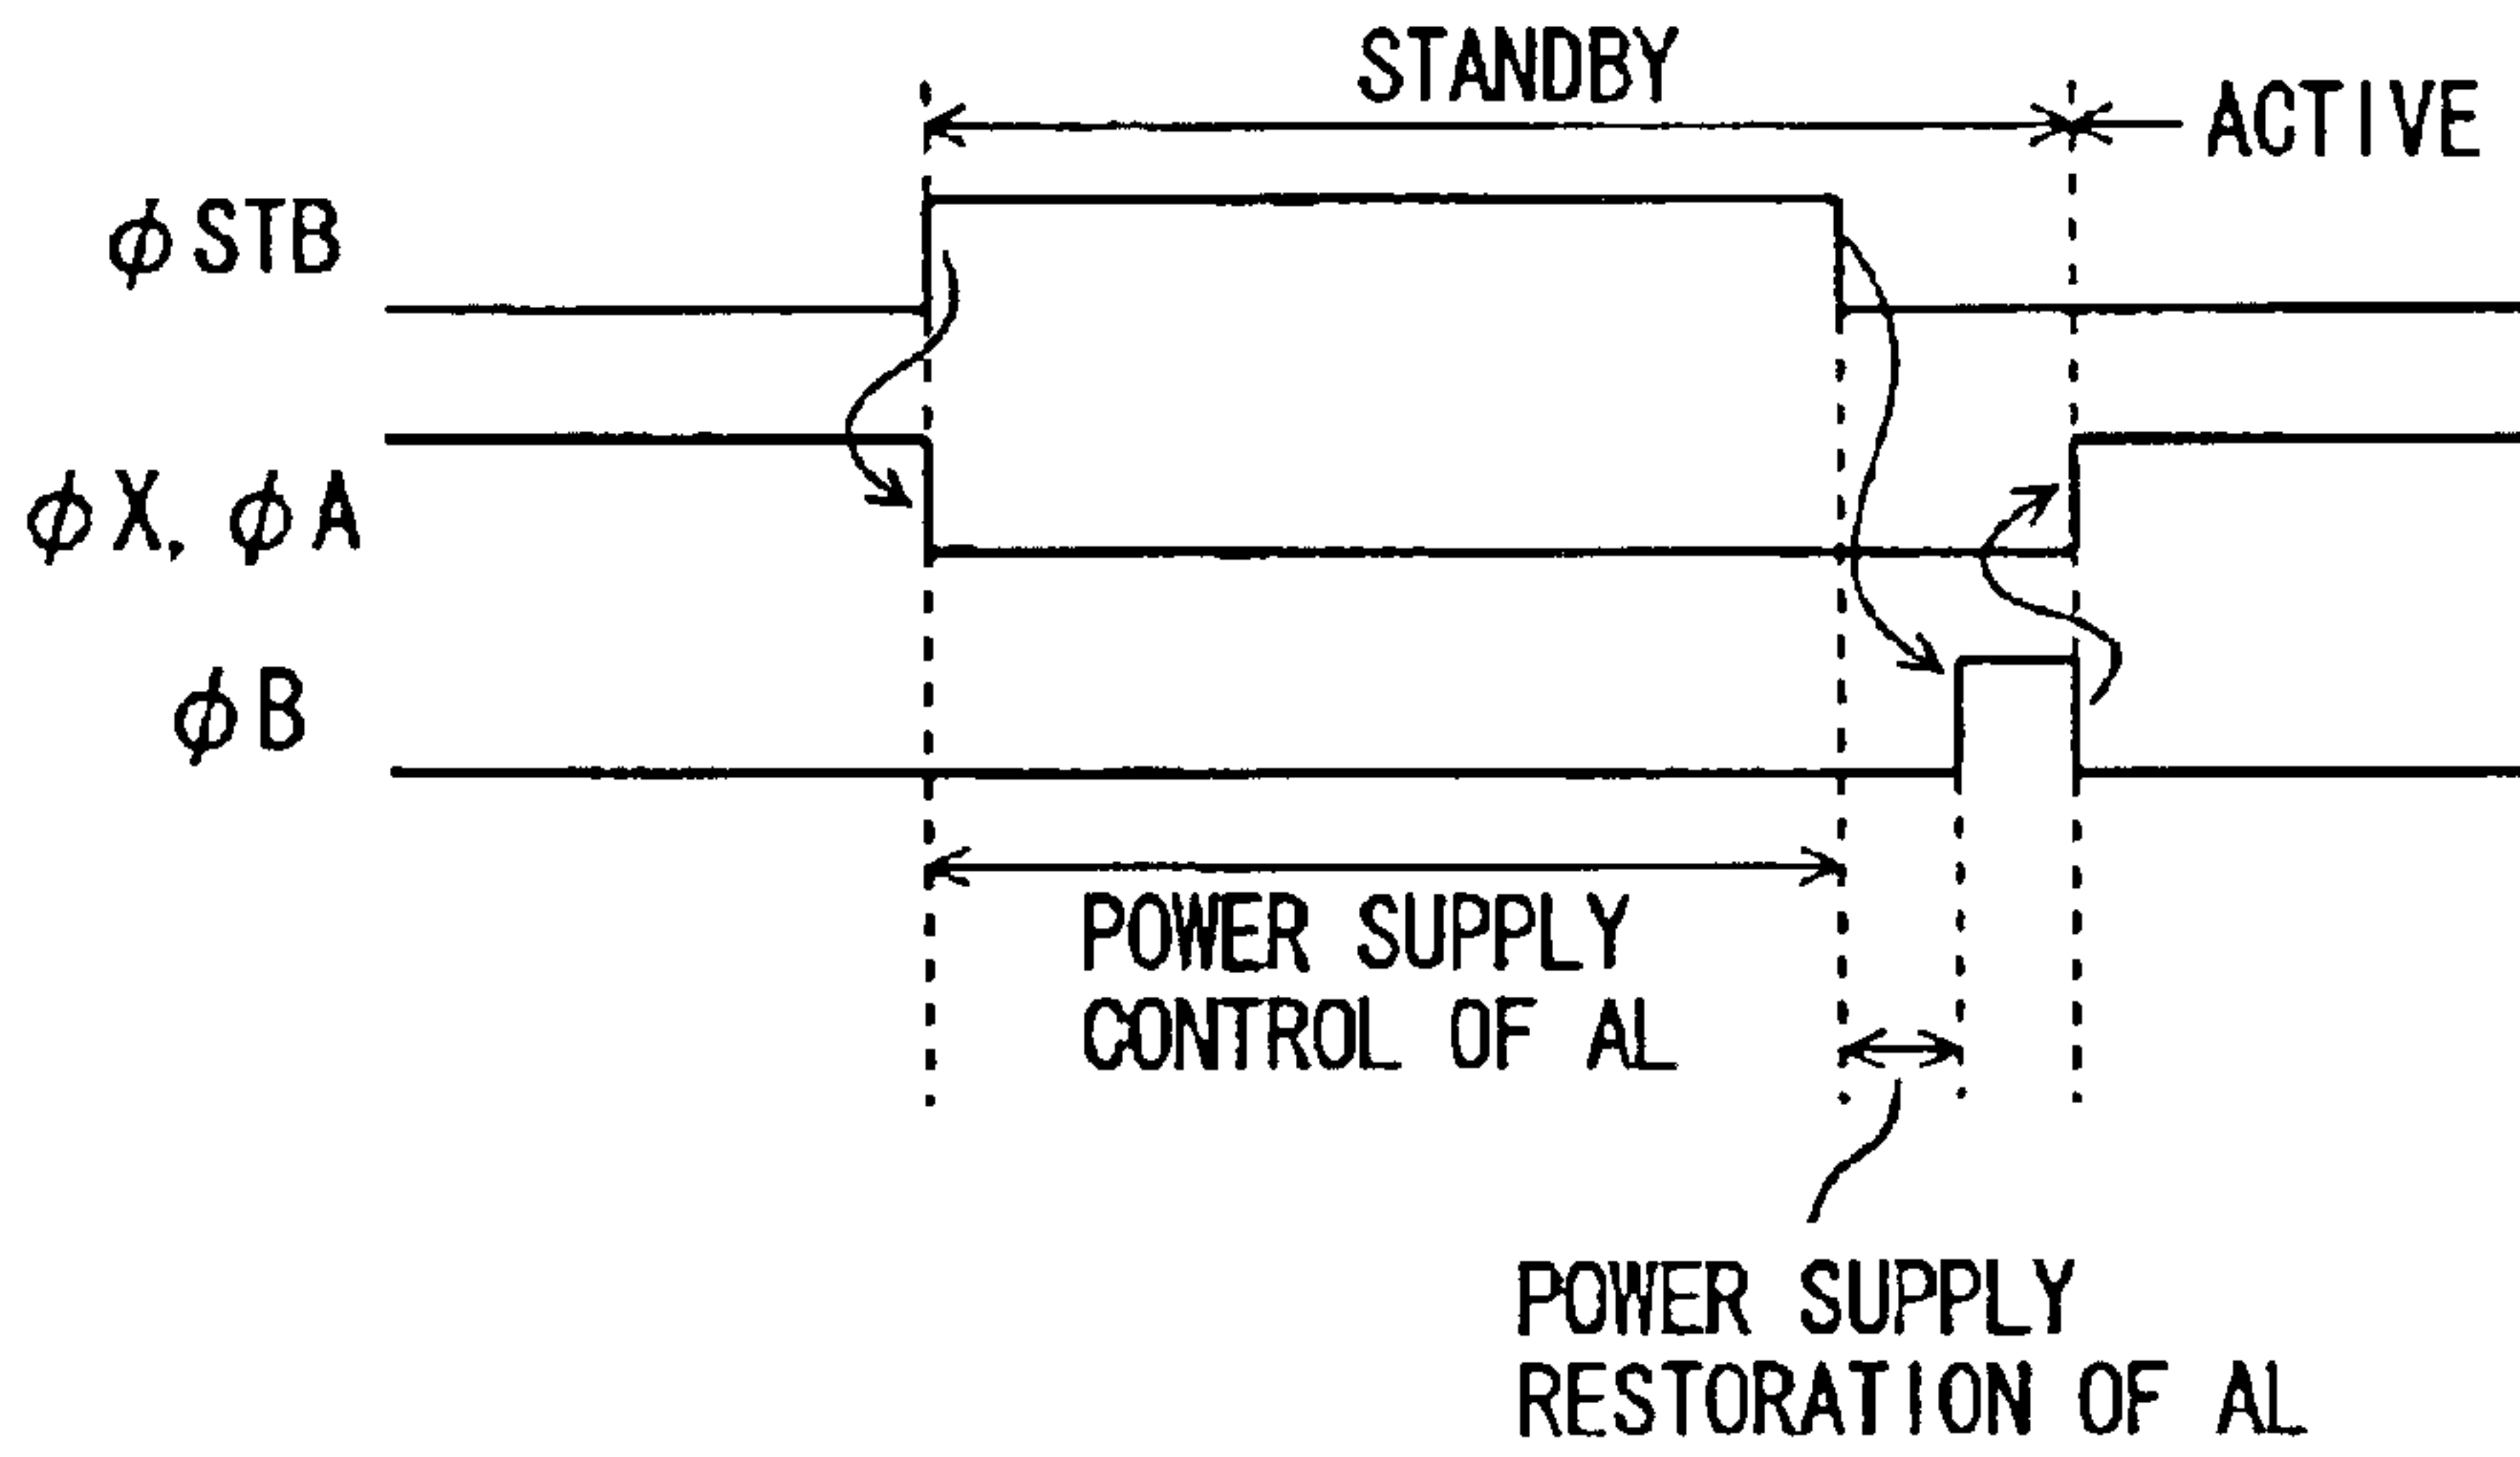 STANDBY
ACTIVE
φSTB
φX, φA
φB
POWER SUPPLY
CONTROL OF AL
POWER SUPPLY
RESTORATION OF AL